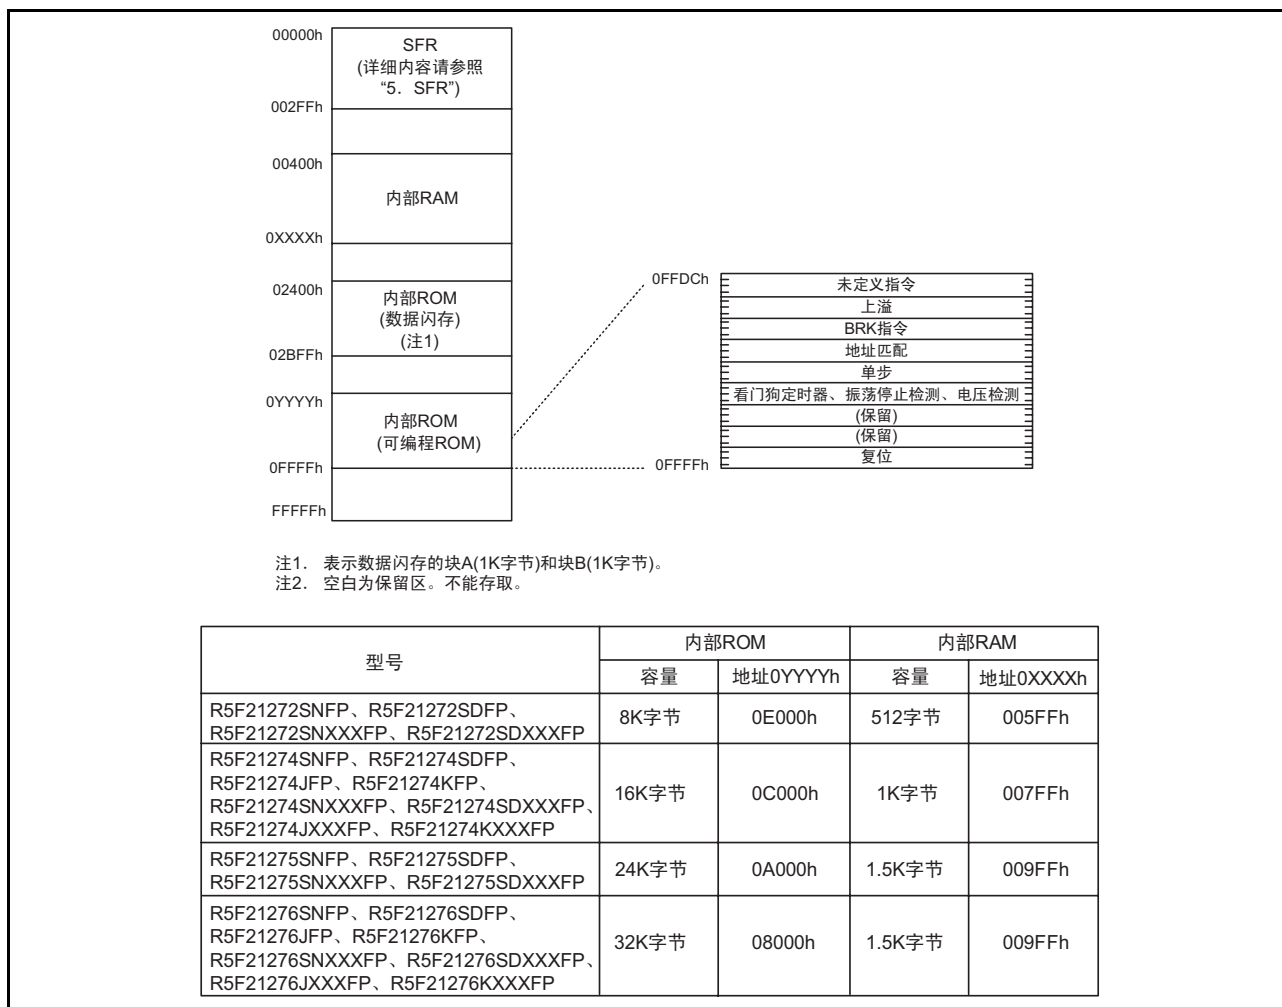 00000h
SFR
(详细内容请参照
“5. SFR”)
002FFh
00400h
内部RAM
0XXXXh
02400h
内部ROM
(数据闪存)
(注1)
02BFFh
0YYYYh
内部ROM
(可编程ROM)
0FFFFh
FFFFFh
0FFDCh
未定义指令
上溢
BRK指令
地址匹配
单步
看门狗定时器、振荡停止检测、电压检测
(保留)
(保留)
复位
0FFFFh
注1. 表示数据闪存的块A(1K字节)和块B(1K字节)。
注2. 空白为保留区。不能存取。
型号
内部ROM
内部RAM
容量
地址0YYYYh
容量
地址0XXXXh
R5F21272SNFP、R5F21272SDFP、
R5F21272SNXXXFP、R5F21272SDXXXFP
8K字节
0E000h
512字节
005FFh
R5F21274SNFP、R5F21274SDFP、
R5F21274JFP、R5F21274KFP、
R5F21274SNXXXFP、R5F21274SDXXXFP、
R5F21274JXXXFP、R5F21274KXXXFP
16K字节
0C000h
1K字节
007FFh
R5F21275SNFP、R5F21275SDFP、
R5F21275SNXXXFP、R5F21275SDXXXFP
24K字节
0A000h
1.5K字节
009FFh
R5F21276SNFP、R5F21276SDFP、
R5F21276JFP、R5F21276KFP、
R5F21276SNXXXFP、R5F21276SDXXXFP、
R5F21276JXXXFP、R5F21276KXXXFP
32K字节
08000h
1.5K字节
009FFh